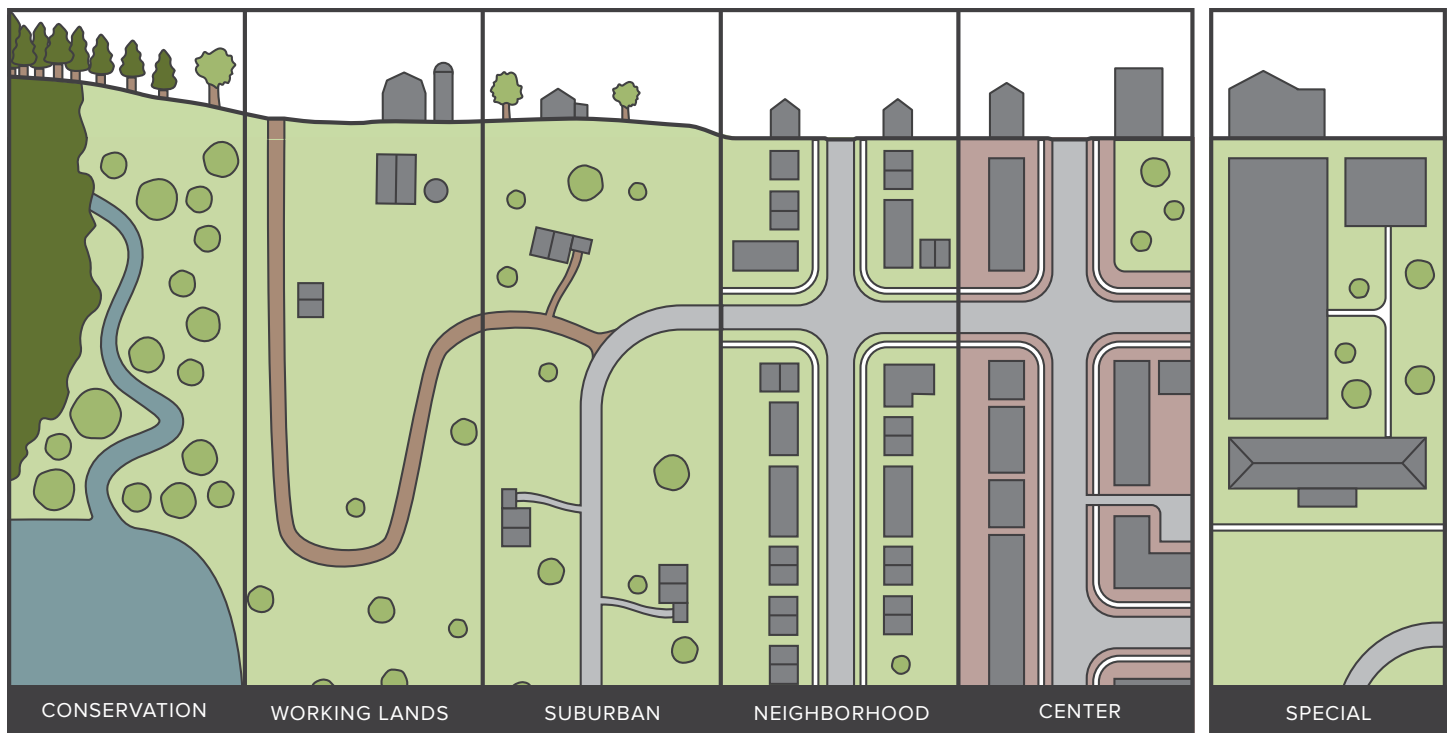 CONSERVATION
WORKING LANDS
SUBURBAN
NEIGHBORHOOD
CENTER
SPECIAL